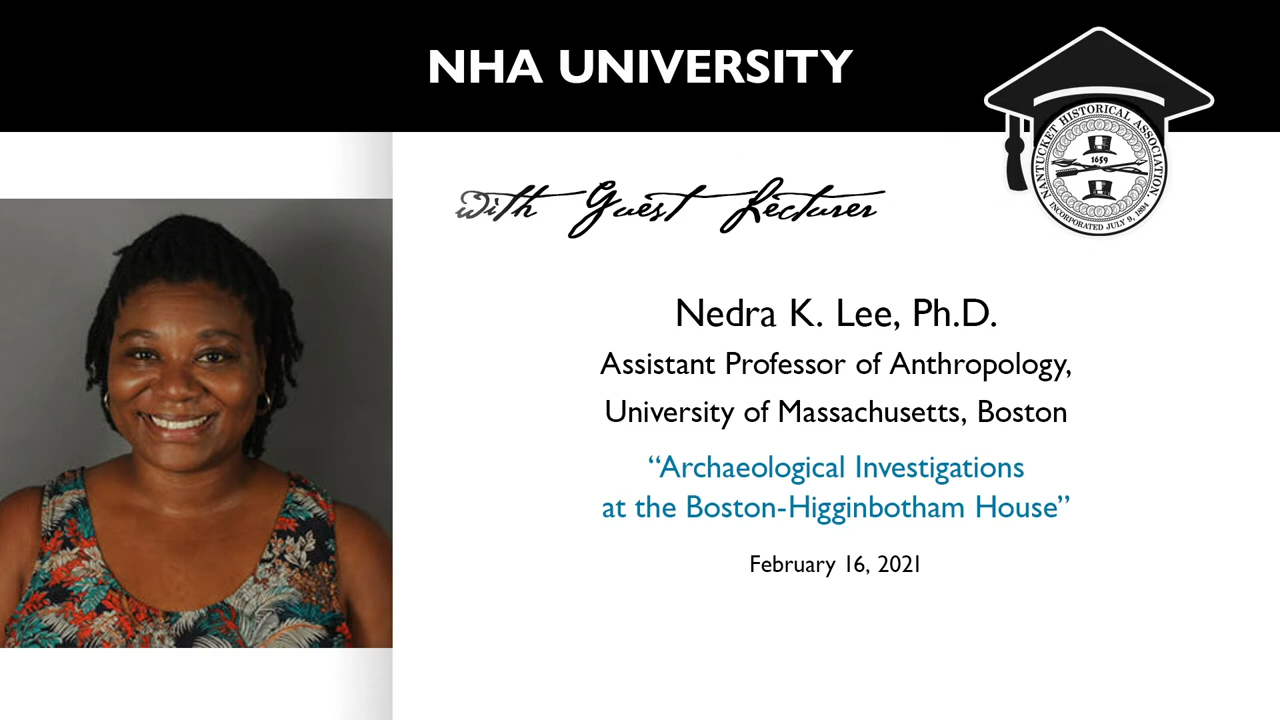 NHA UNIVERSITY
NANTUCKET HISTORICAL ASSOCIATION
1659
INCORPORATED JULY 9, 1894
with Guest Lecturer
Nedra K. Lee, Ph.D.
Assistant Professor of Anthropology,
University of Massachusetts, Boston
“Archaeological Investigations
at the Boston-Higginbotham House”
February 16, 2021